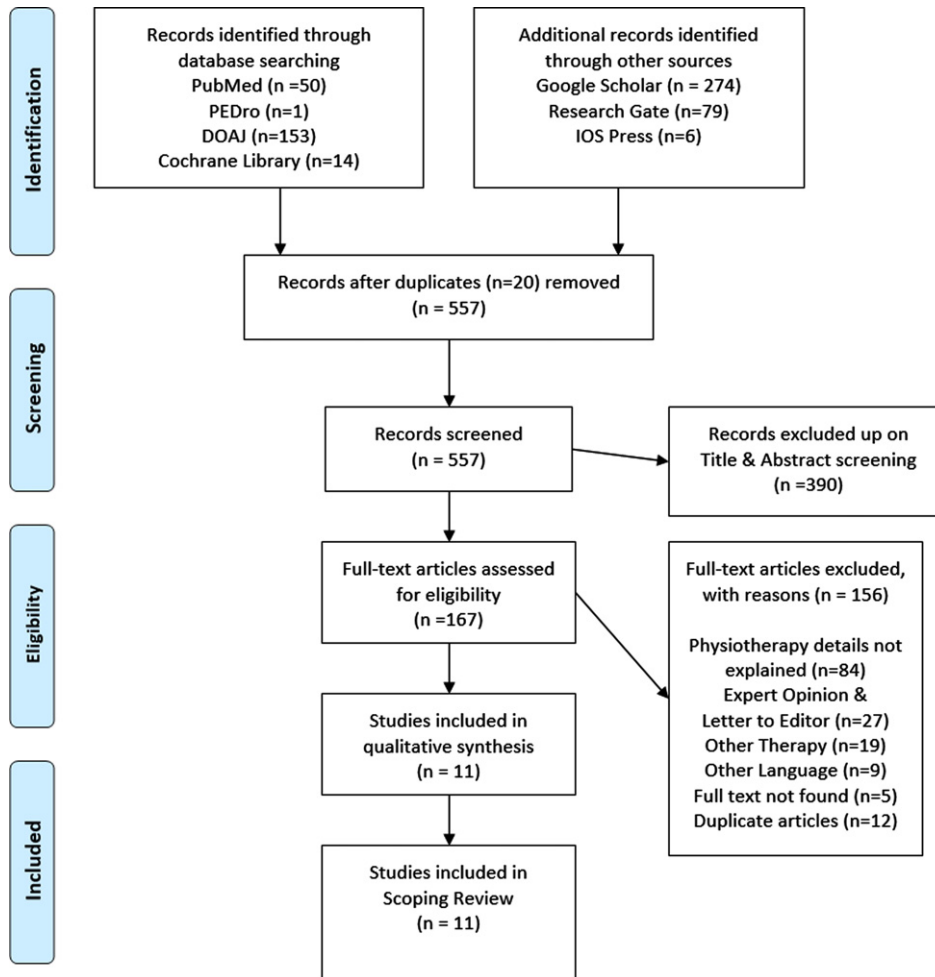 Identification
Records identified through
database searching
PubMed (n =50)
PEDro (n=1)
DOAJ (n=153)
Cochrane Library (n=14)
Additional records identified
through other sources
Google Scholar (n = 274)
Research Gate (n=79)
IOS Press (n=6)
Records after duplicates (n=20) removed
(n = 557)
Screening
Records screened
(n = 557)
Records excluded up on
Title & Abstract screening
(n =390)
Eligibility
Full-text articles assessed
for eligibility
(n =167)
Full-text articles excluded,
with reasons (n = 156)
Physiotherapy details not
explained (n=84)
Expert Opinion &
Letter to Editor (n=27)
Other Therapy (n=19)
Other Language (n=9)
Full text not found (n=5)
Duplicate articles (n=12)
Studies included in
qualitative synthesis
(n = 11)
Included
Studies included in
Scoping Review
(n = 11)